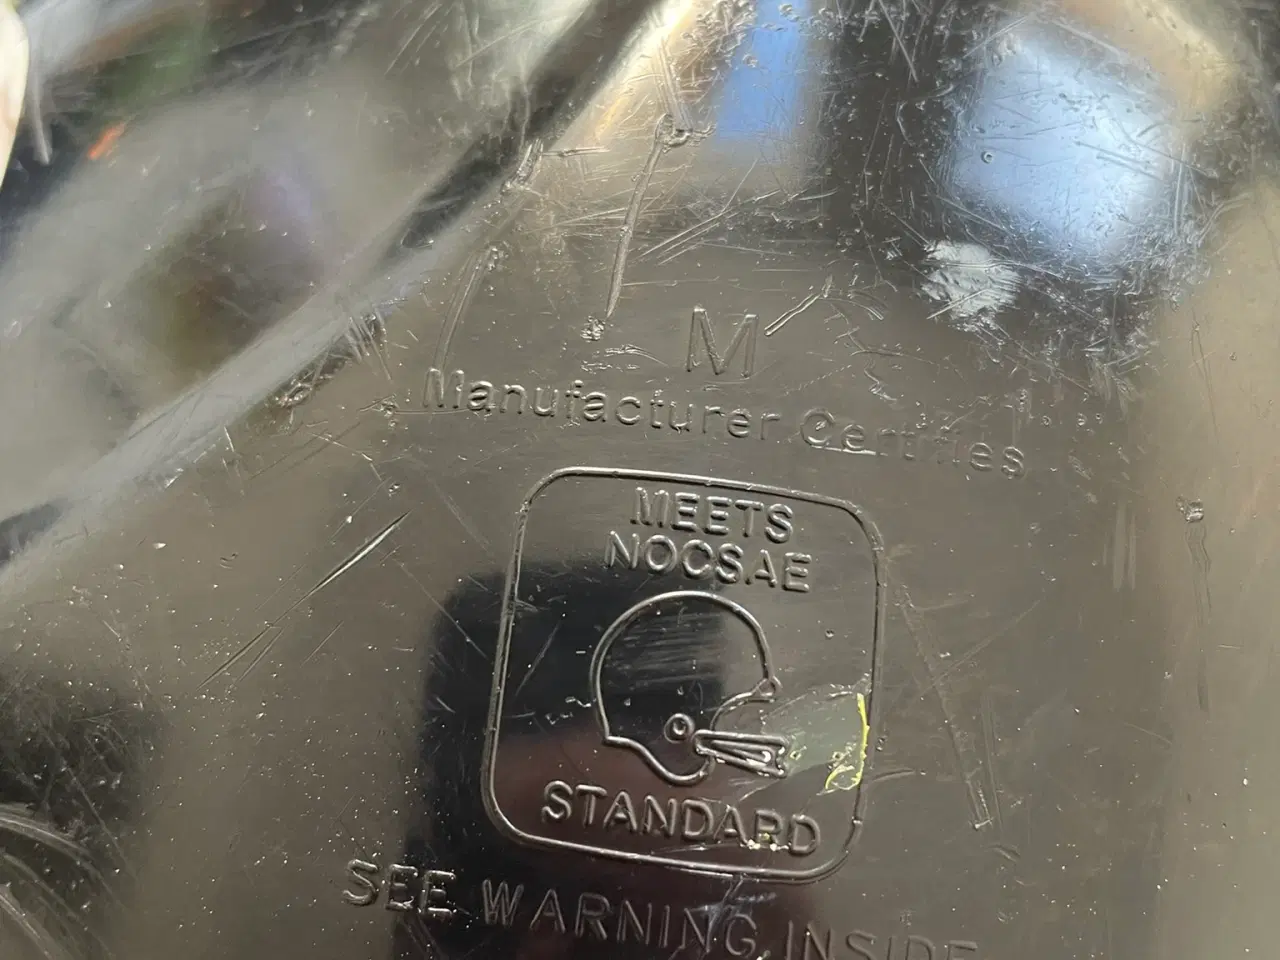 M
Manufacturer Certifies
MEETS
NOCSAE
STANDARD
SEE WARNING INSIDE